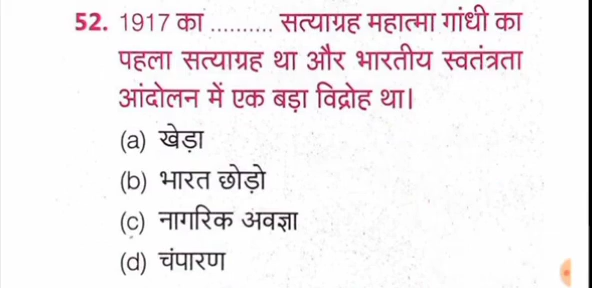 52. 1917 का .......... सत्याग्रह महात्मा गांधी का
पहला सत्याग्रह था और भारतीय स्वतंत्रता
आंदोलन में एक बड़ा विद्रोह था।
(a) खेड़ा
(b) भारत छोड़ो
(c) नागरिक अवज्ञा
(d) चंपारण